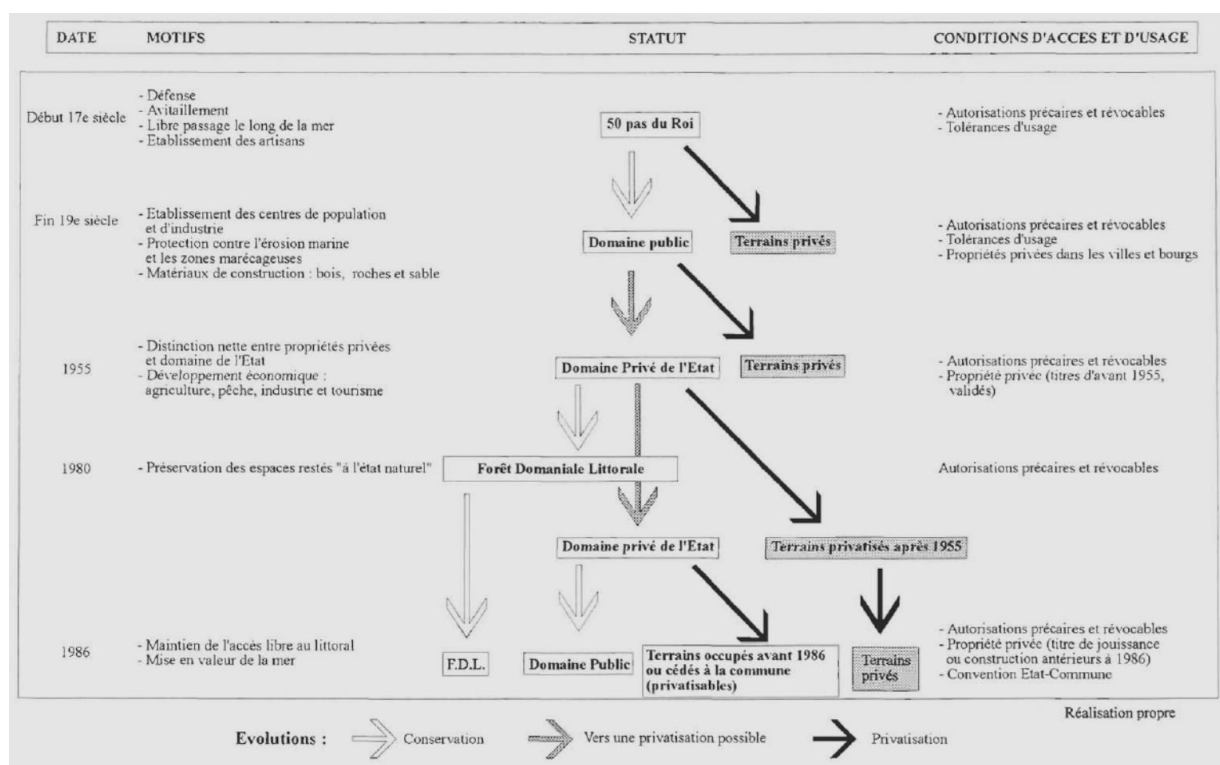 DATE MOTIFS STATUT CONDITIONS D'ACCES ET D'USAGE
Début 17e siècle
- Défense
- Avitaillement
- Libre passage le long de la mer
- Etablissement des artisans
50 pas du Roi
- Autorisations précaires et révocables
- Tolérances d'usage
Fin 19e siècle
- Etablissement des centres de population
et d'industrie
- Protection contre l'érosion marine
et les zones marécageuses
- Matériaux de construction : bois, roches et sable
Domaine public
Terrains privés
- Autorisations précaires et révocables
- Tolérances d'usage
- Propriétés privées dans les villes et bourgs
1955
- Distinction nette entre propriétés privées
et domaine de l'Etat
- Développement économique :
agriculture, pêche, industrie et tourisme
Domaine Privé de l'Etat
Terrains privés
- Autorisations précaires et révocables
- Propriété privée (titres d'avant 1955,
validés)
1980
- Préservation des espaces restés "à l'état naturel"
Forêt Domaniale Littorale
Autorisations précaires et révocables
Domaine privé de l'Etat
Terrains privatisés après 1955
1986
- Maintien de l'accès libre au littoral
- Mise en valeur de la mer
F.D.L.
Domaine Public
Terrains occupés avant 1986
ou cédés à la commune
(privatisables)
Terrains
privés
- Autorisations précaires et révocables
- Propriété privée (titre de jouissance
ou construction antérieurs à 1986)
- Convention Etat-Commune
Réalisation propre
Evolutions : Conservation Vers une privatisation possible Privatisation